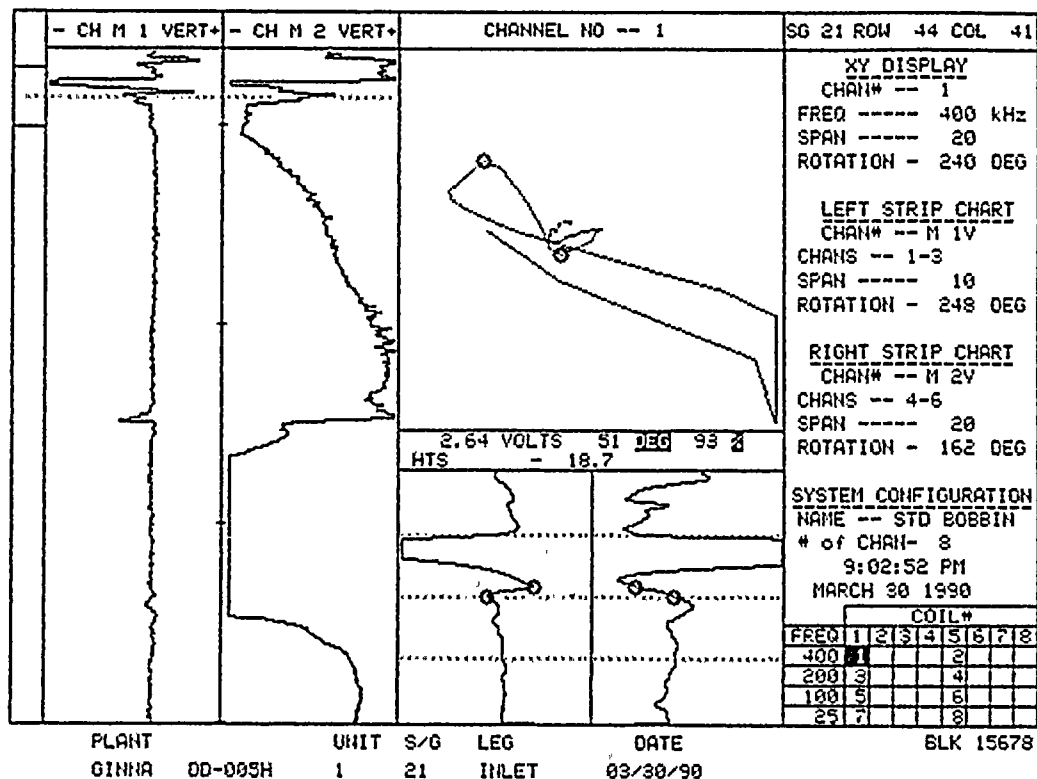 - CH M 1 VERT+ - CH M 2 VERT+ CHANNEL NO -- 1 SG 21 ROW 44 COL 41
XY DISPLAY
CHAN# -- 1
FREQ ----- 400 kHz
SPAN ----- 20
ROTATION - 240 DEG
LEFT STRIP CHART
CHAN# -- M 1V
CHANS -- 1-3
SPAN ----- 10
ROTATION - 248 DEG
RIGHT STRIP CHART
CHAN# -- M 2V
CHANS -- 4-6
SPAN ----- 20
ROTATION - 162 DEG
2.64 VOLTS 51 DEG 93 %
HTS - 18.7
SYSTEM CONFIGURATION
NAME -- STD BOBBIN
# of CHAN- 8
9:02:52 PM
MARCH 30 1990
COIL#
FREQ 1 2 3 4 5 6 7 8
400 1 2
200 3 4
100 5 6
25 7 8
PLANT UNIT S/G LEG DATE BLK 15678
GINNA DD-005H 1 21 INLET 03/30/90